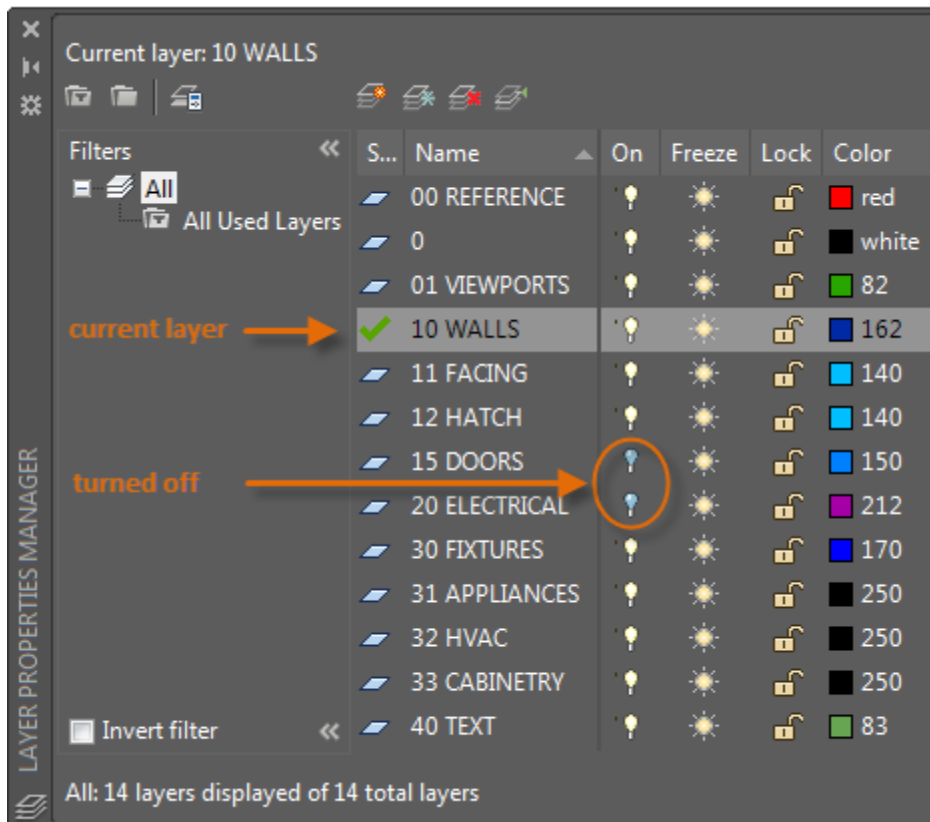 Current layer: 10 WALLS
Filters
All
All Used Layers
S... Name On Freeze Lock Color
00 REFERENCE red
0 white
01 VIEWPORTS 82
current layer
10 WALLS 162
11 FACING 140
12 HATCH 140
15 DOORS 150
turned off
20 ELECTRICAL 212
30 FIXTURES 170
31 APPLIANCES 250
32 HVAC 250
33 CABINETRY 250
40 TEXT 83
Invert filter
All: 14 layers displayed of 14 total layers
LAYER PROPERTIES MANAGER